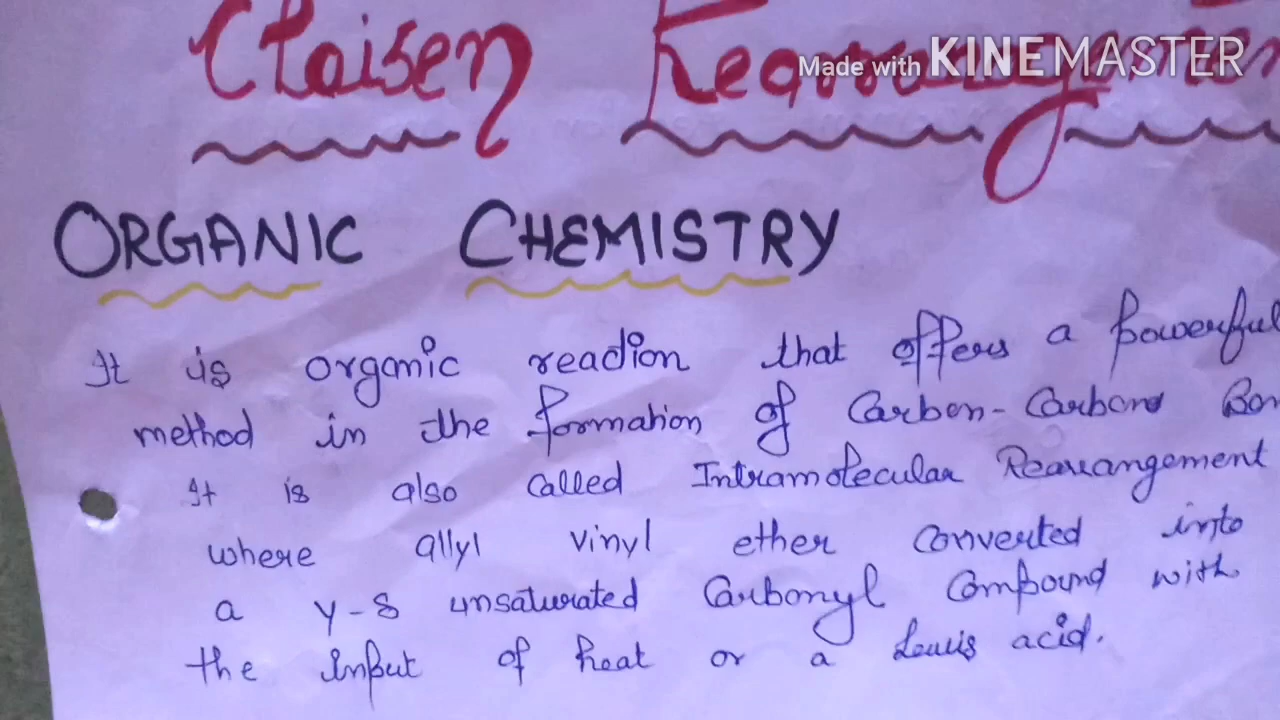 Claisen Rearrangemen
Made with KINEMASTER
ORGANIC CHEMISTRY
It is organic reaction that offers a powerful
method in the formation of Carbon-Carbon Bon
It is also called Intramolecular Rearrangement
where allyl vinyl ether converted into
a γ-δ unsaturated Carbonyl Compound with
the input of heat or a Lewis acid.